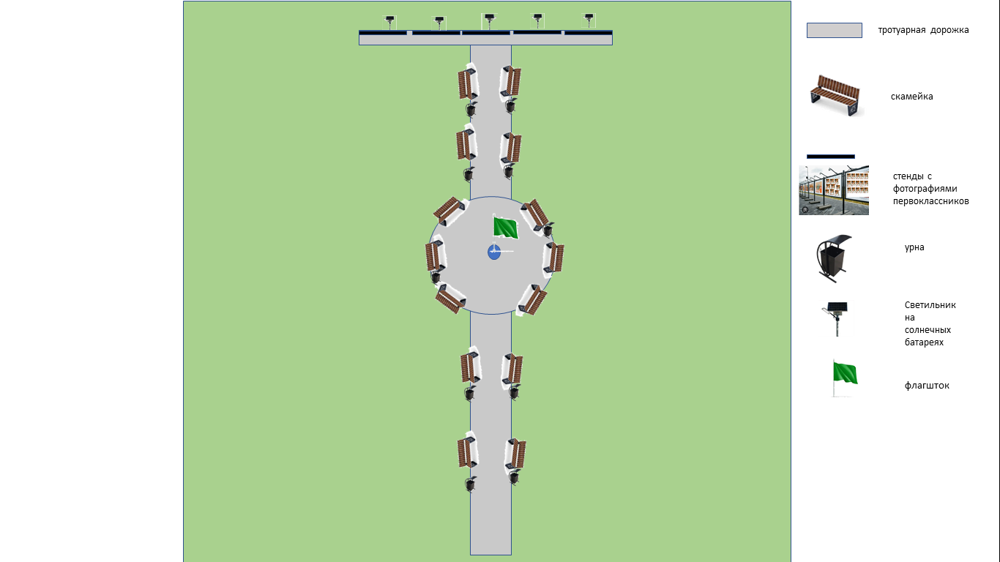 тротуарная дорожка
скамейка
стенды с
фотографиями
первоклассников
урна
Светильник
на
солнечных
батареях
флагшток